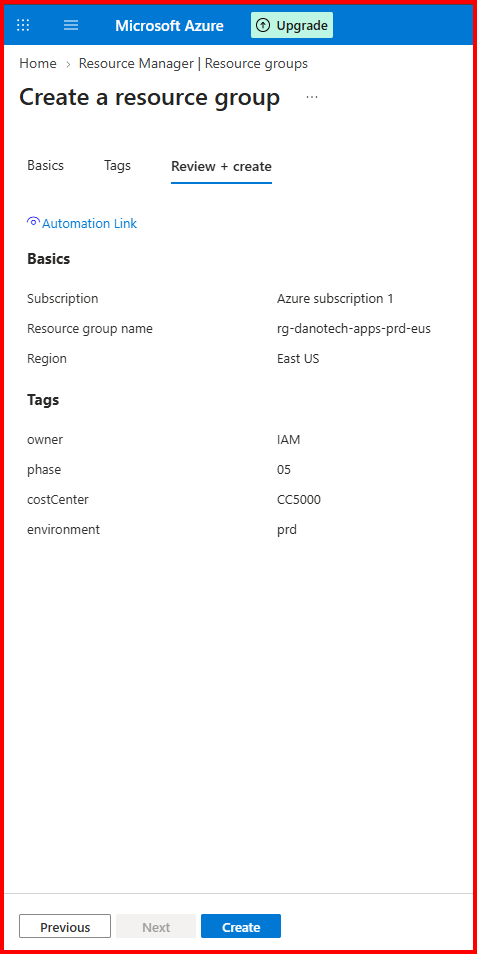 Microsoft Azure Upgrade
Home > Resource Manager | Resource groups
Create a resource group ...
Basics Tags Review + create
Automation Link
Basics
Subscription Azure subscription 1
Resource group name rg-danotech-apps-prd-eus
Region East US
Tags
owner IAM
phase 05
costCenter CC5000
environment prd
Previous Next Create